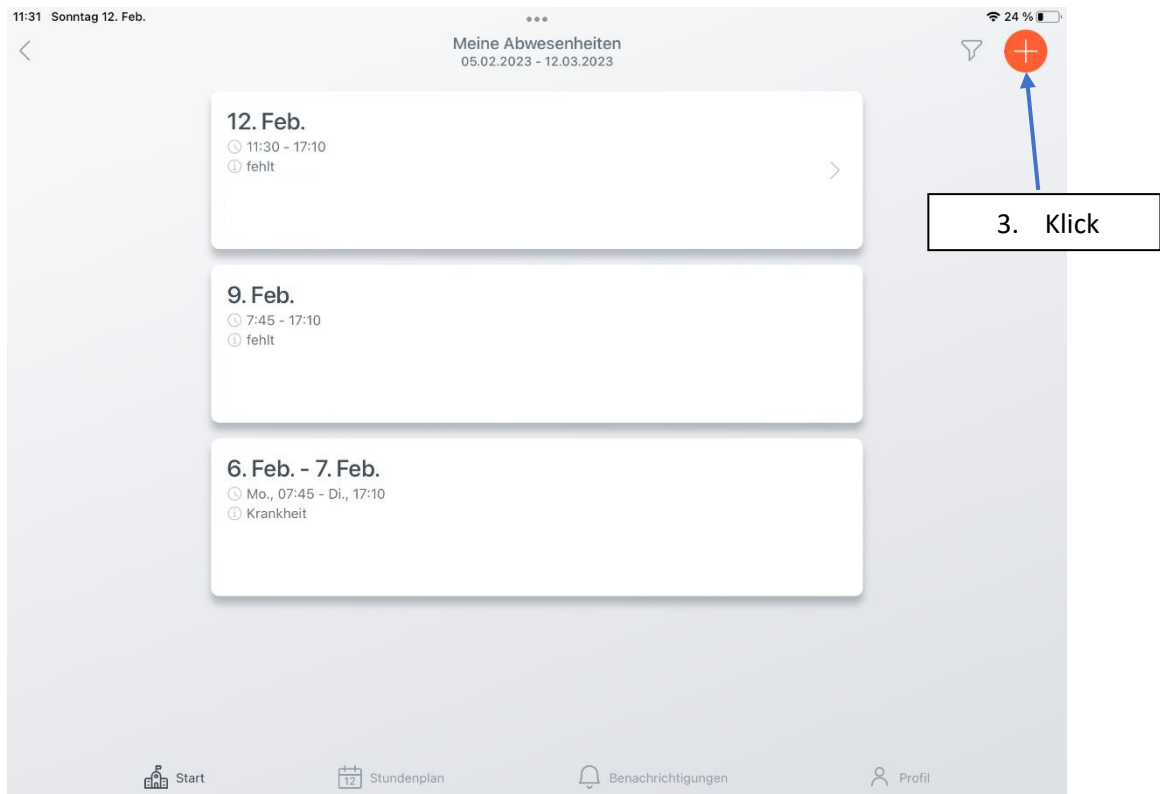 11:31 Sonntag 12. Feb.
24 %
Meine Abwesenheiten
05.02.2023 - 12.03.2023
12. Feb.
11:30 - 17:10
fehlt
3. Klick
9. Feb.
7:45 - 17:10
fehlt
6. Feb. - 7. Feb.
Mo., 07:45 - Di., 17:10
Krankheit
Start
12
Stundenplan
Benachrichtigungen
Profil